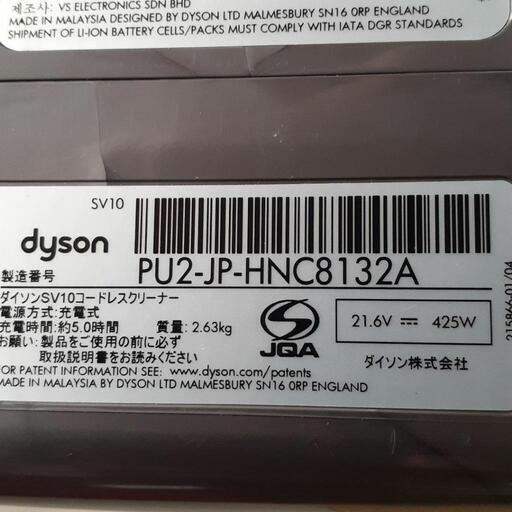 제조사: VS ELECTRONICS SDN BHD
MADE IN MALAYSIA DESIGNED BY DYSON LTD MALMESBURY SN16 0RP ENGLAND
SHIPMENT OF LI-ION BATTERY CELLS/PACKS MUST COMPLY WITH IATA DGR STANDARDS
SV10
dyson
製造番号
PU2-JP-HNC8132A
ダイソンSV10コードレスクリーナー
電源方式: 充電式
充電時間: 約5.0時間 質量: 2.63kg
お願い: 製品をご使用の前に必ず
取扱説明書をお読みください
JQA
21.6V ⎓ 425W
ダイソン株式会社
FOR PATENT INFORMATION SEE: www.dyson.com/patents
MADE IN MALAYSIA BY DYSON LTD MALMESBURY SN16 0RP ENGLAND
215866-01/04